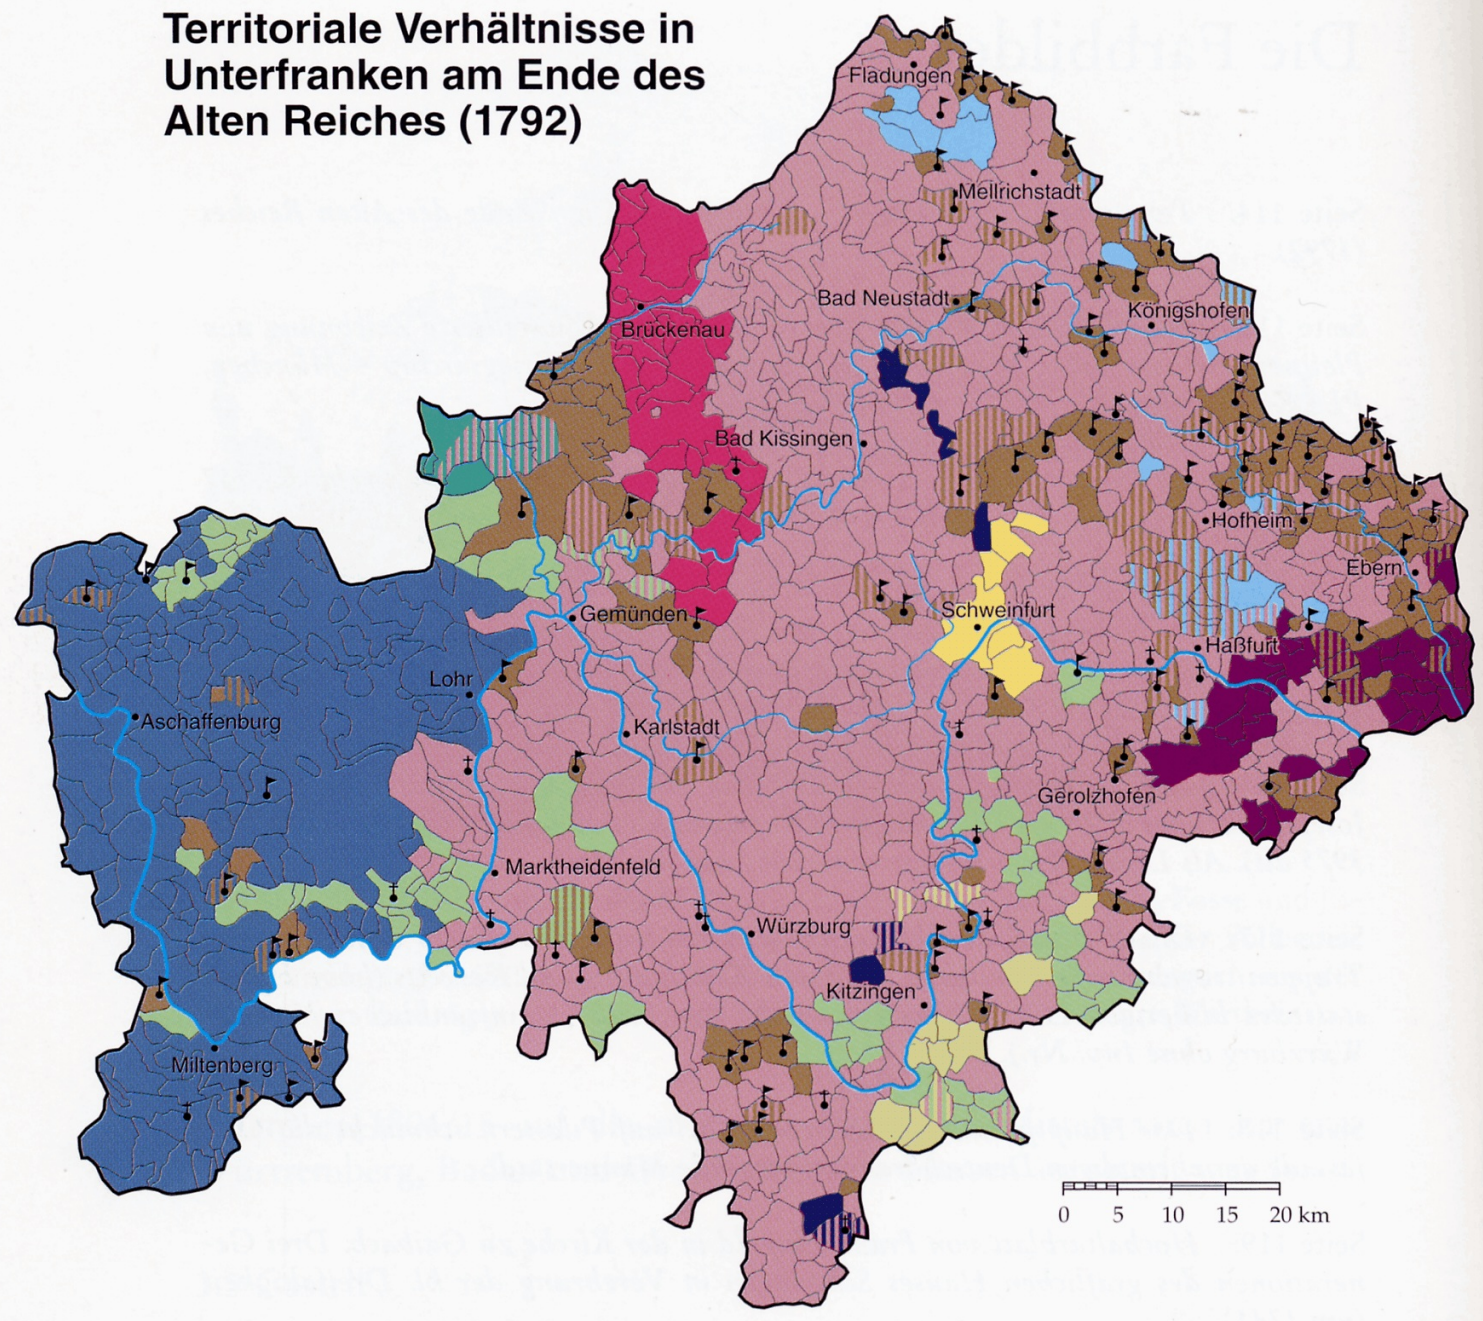 Territoriale Verhältnisse in
Unterfranken am Ende des
Alten Reiches (1792)
Fladungen
Mellrichstadt
Bad Neustadt
Königshofen
Brückenau
Bad Kissingen
Hofheim
Ebern
Gemünden
Schweinfurt
Haßfurt
Lohr
Aschaffenburg
Karlstadt
Gerolzhofen
Marktheidenfeld
Würzburg
Kitzingen
Miltenberg
0 5 10 15 20 km